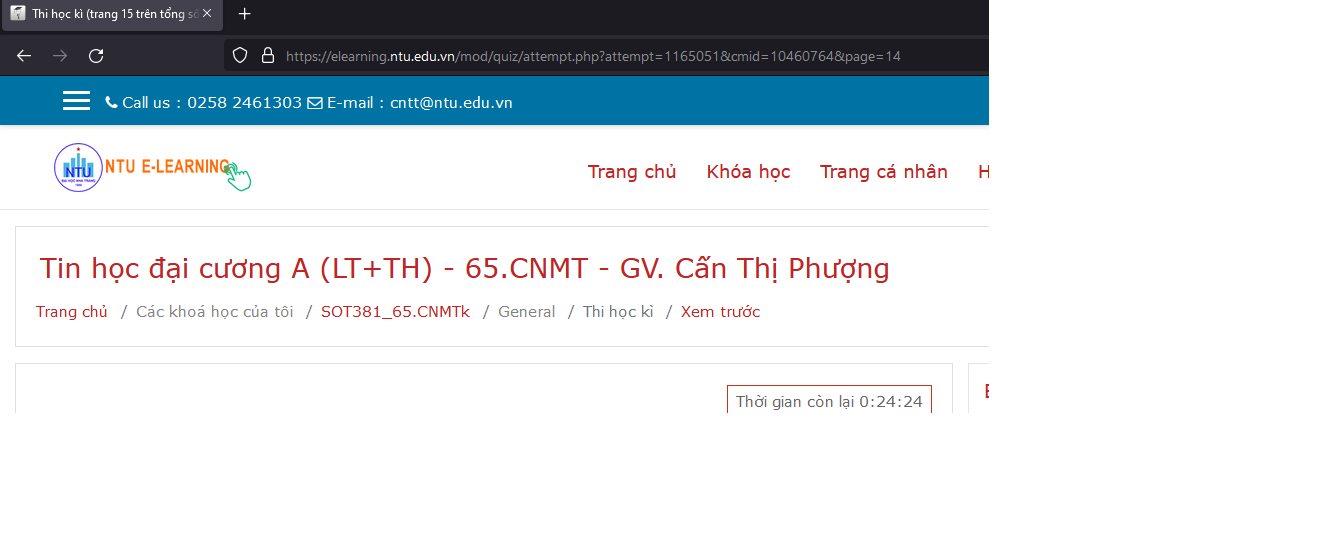 Thi học kì (trang 15 trên tổng số
https://elearning.ntu.edu.vn/mod/quiz/attempt.php?attempt=1165051&cmid=10460764&page=14
Call us : 0258 2461303 E-mail : cntt@ntu.edu.vn
NTU
NTU E-LEARNING
Trang chủ Khóa học Trang cá nhân H
Tin học đại cương A (LT+TH) - 65.CNMT - GV. Cấn Thị Phượng
Trang chủ / Các khoá học của tôi / SOT381_65.CNMTk / General / Thi học kì / Xem trước
Thời gian còn lại 0:24:24